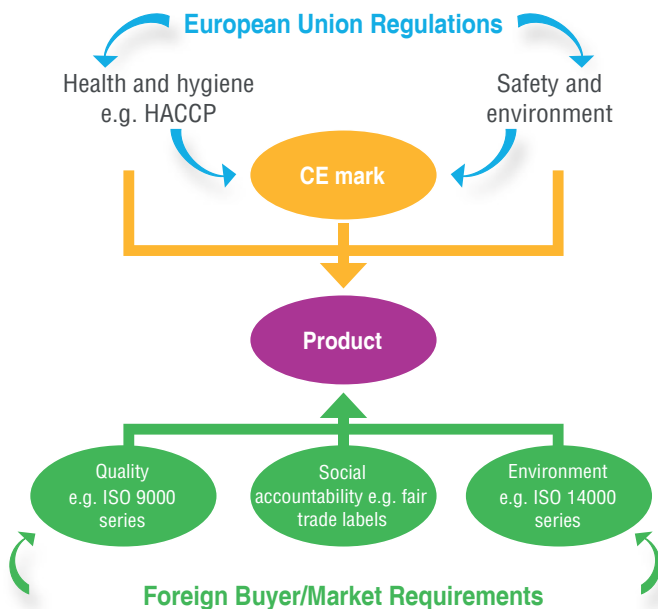 European Union Regulations
Health and hygiene
e.g. HACCP
Safety and
environment
CE mark
Product
Quality
e.g. ISO 9000
series
Social
accountability e.g. fair
trade labels
Environment
e.g. ISO 14000
series
Foreign Buyer/Market Requirements